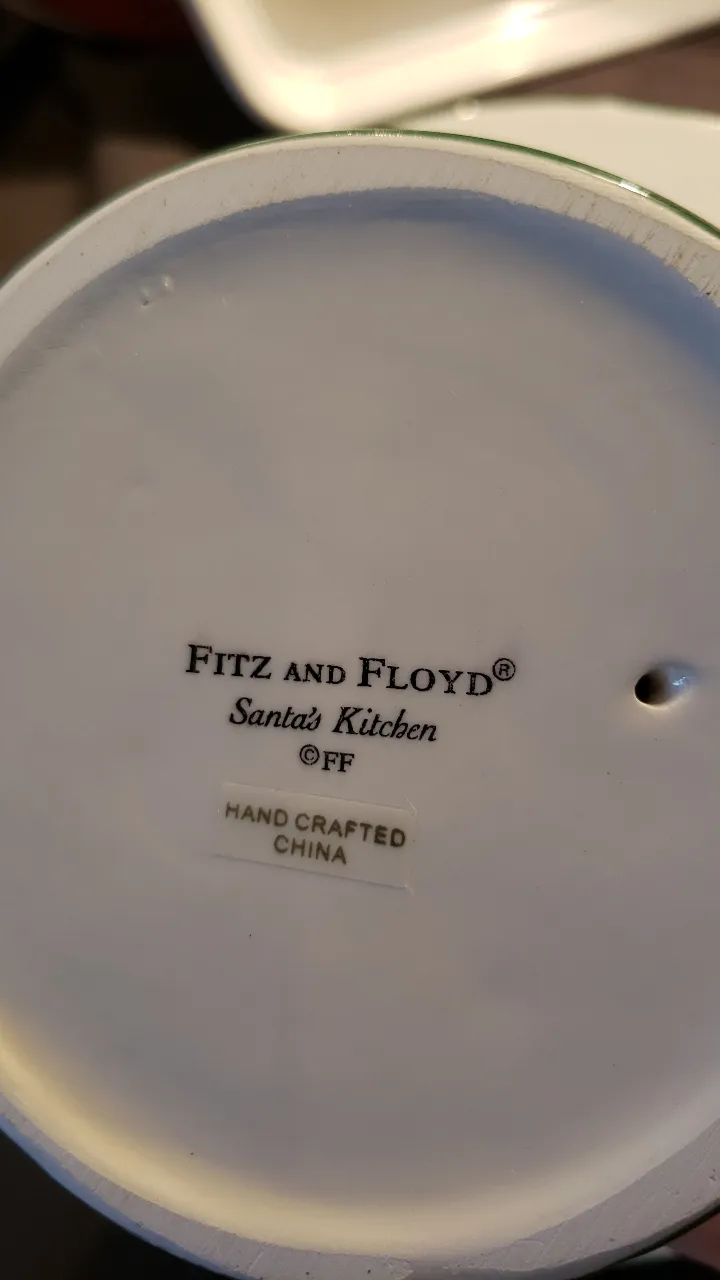 FITZ AND FLOYD®
Santa's Kitchen
©FF
HAND CRAFTED
CHINA